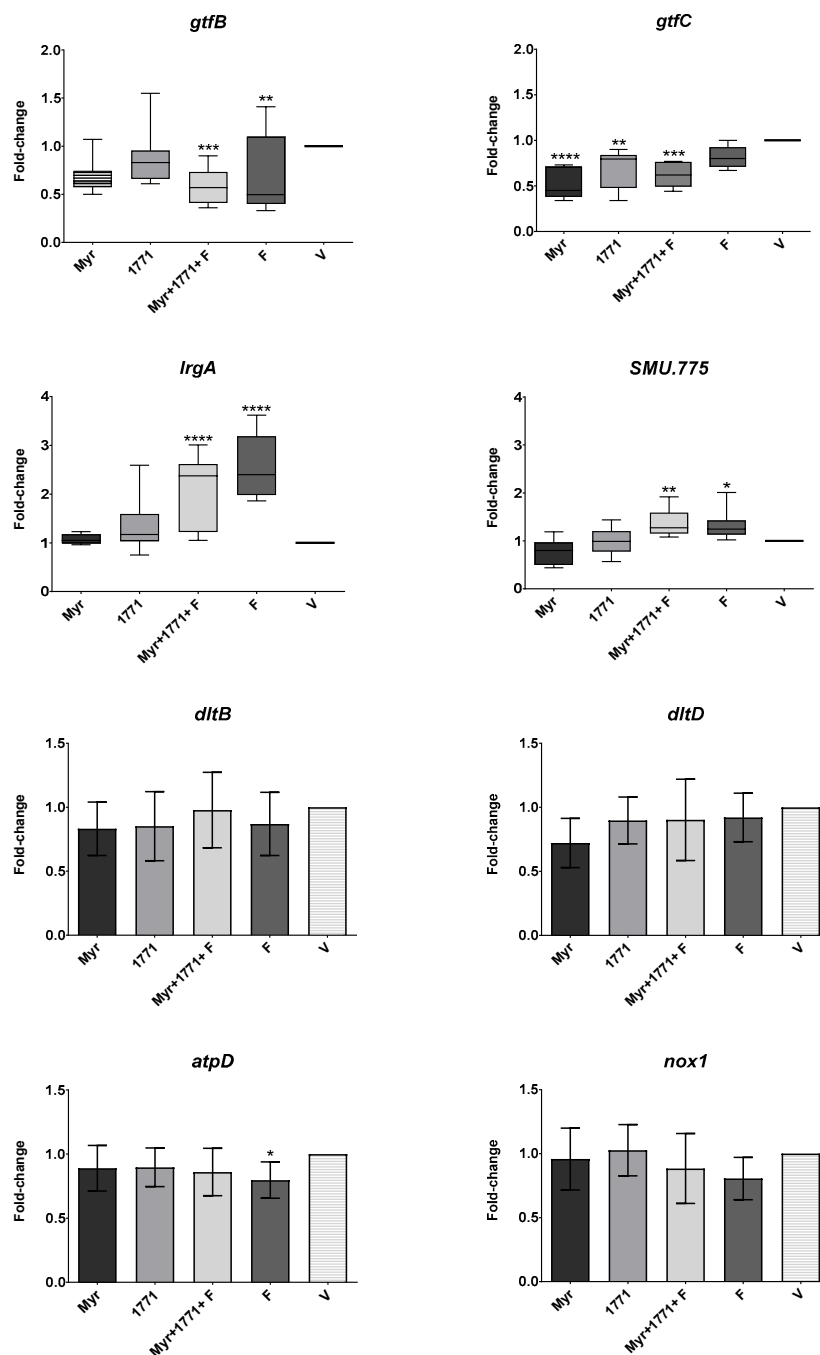 gtfB
Fold-change
2.0
1.5
1.0
0.5
0.0
***
**
Myr
1771
Myr+1771+ F
F
V
gtfC
Fold-change
2.0
1.5
1.0
0.5
0.0
****
**
***
Myr
1771
Myr+1771+ F
F
V
lrgA
Fold-change
4
3
2
1
0
****
****
Myr
1771
Myr+1771+ F
F
V
SMU.775
Fold-change
4
3
2
1
0
**
*
Myr
1771
Myr+1771+ F
F
V
dltB
Fold-change
1.5
1.0
0.5
0.0
Myr
1771
Myr+1771+ F
F
V
dltD
Fold-change
1.5
1.0
0.5
0.0
Myr
1771
Myr+1771+ F
F
V
atpD
Fold-change
1.5
1.0
0.5
0.0
*
Myr
1771
Myr+1771+ F
F
V
nox1
Fold-change
1.5
1.0
0.5
0.0
Myr
1771
Myr+1771+ F
F
V